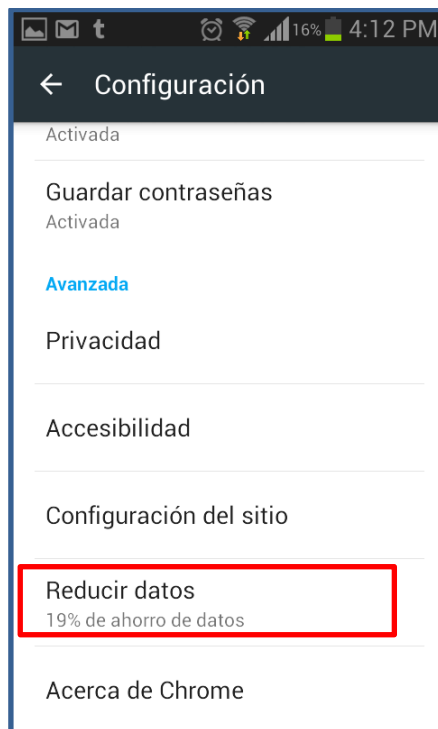 t 16% 4:12 PM
Configuración
Activada
Guardar contraseñas
Activada
Avanzada
Privacidad
Accesibilidad
Configuración del sitio
Reducir datos
19% de ahorro de datos
Acerca de Chrome